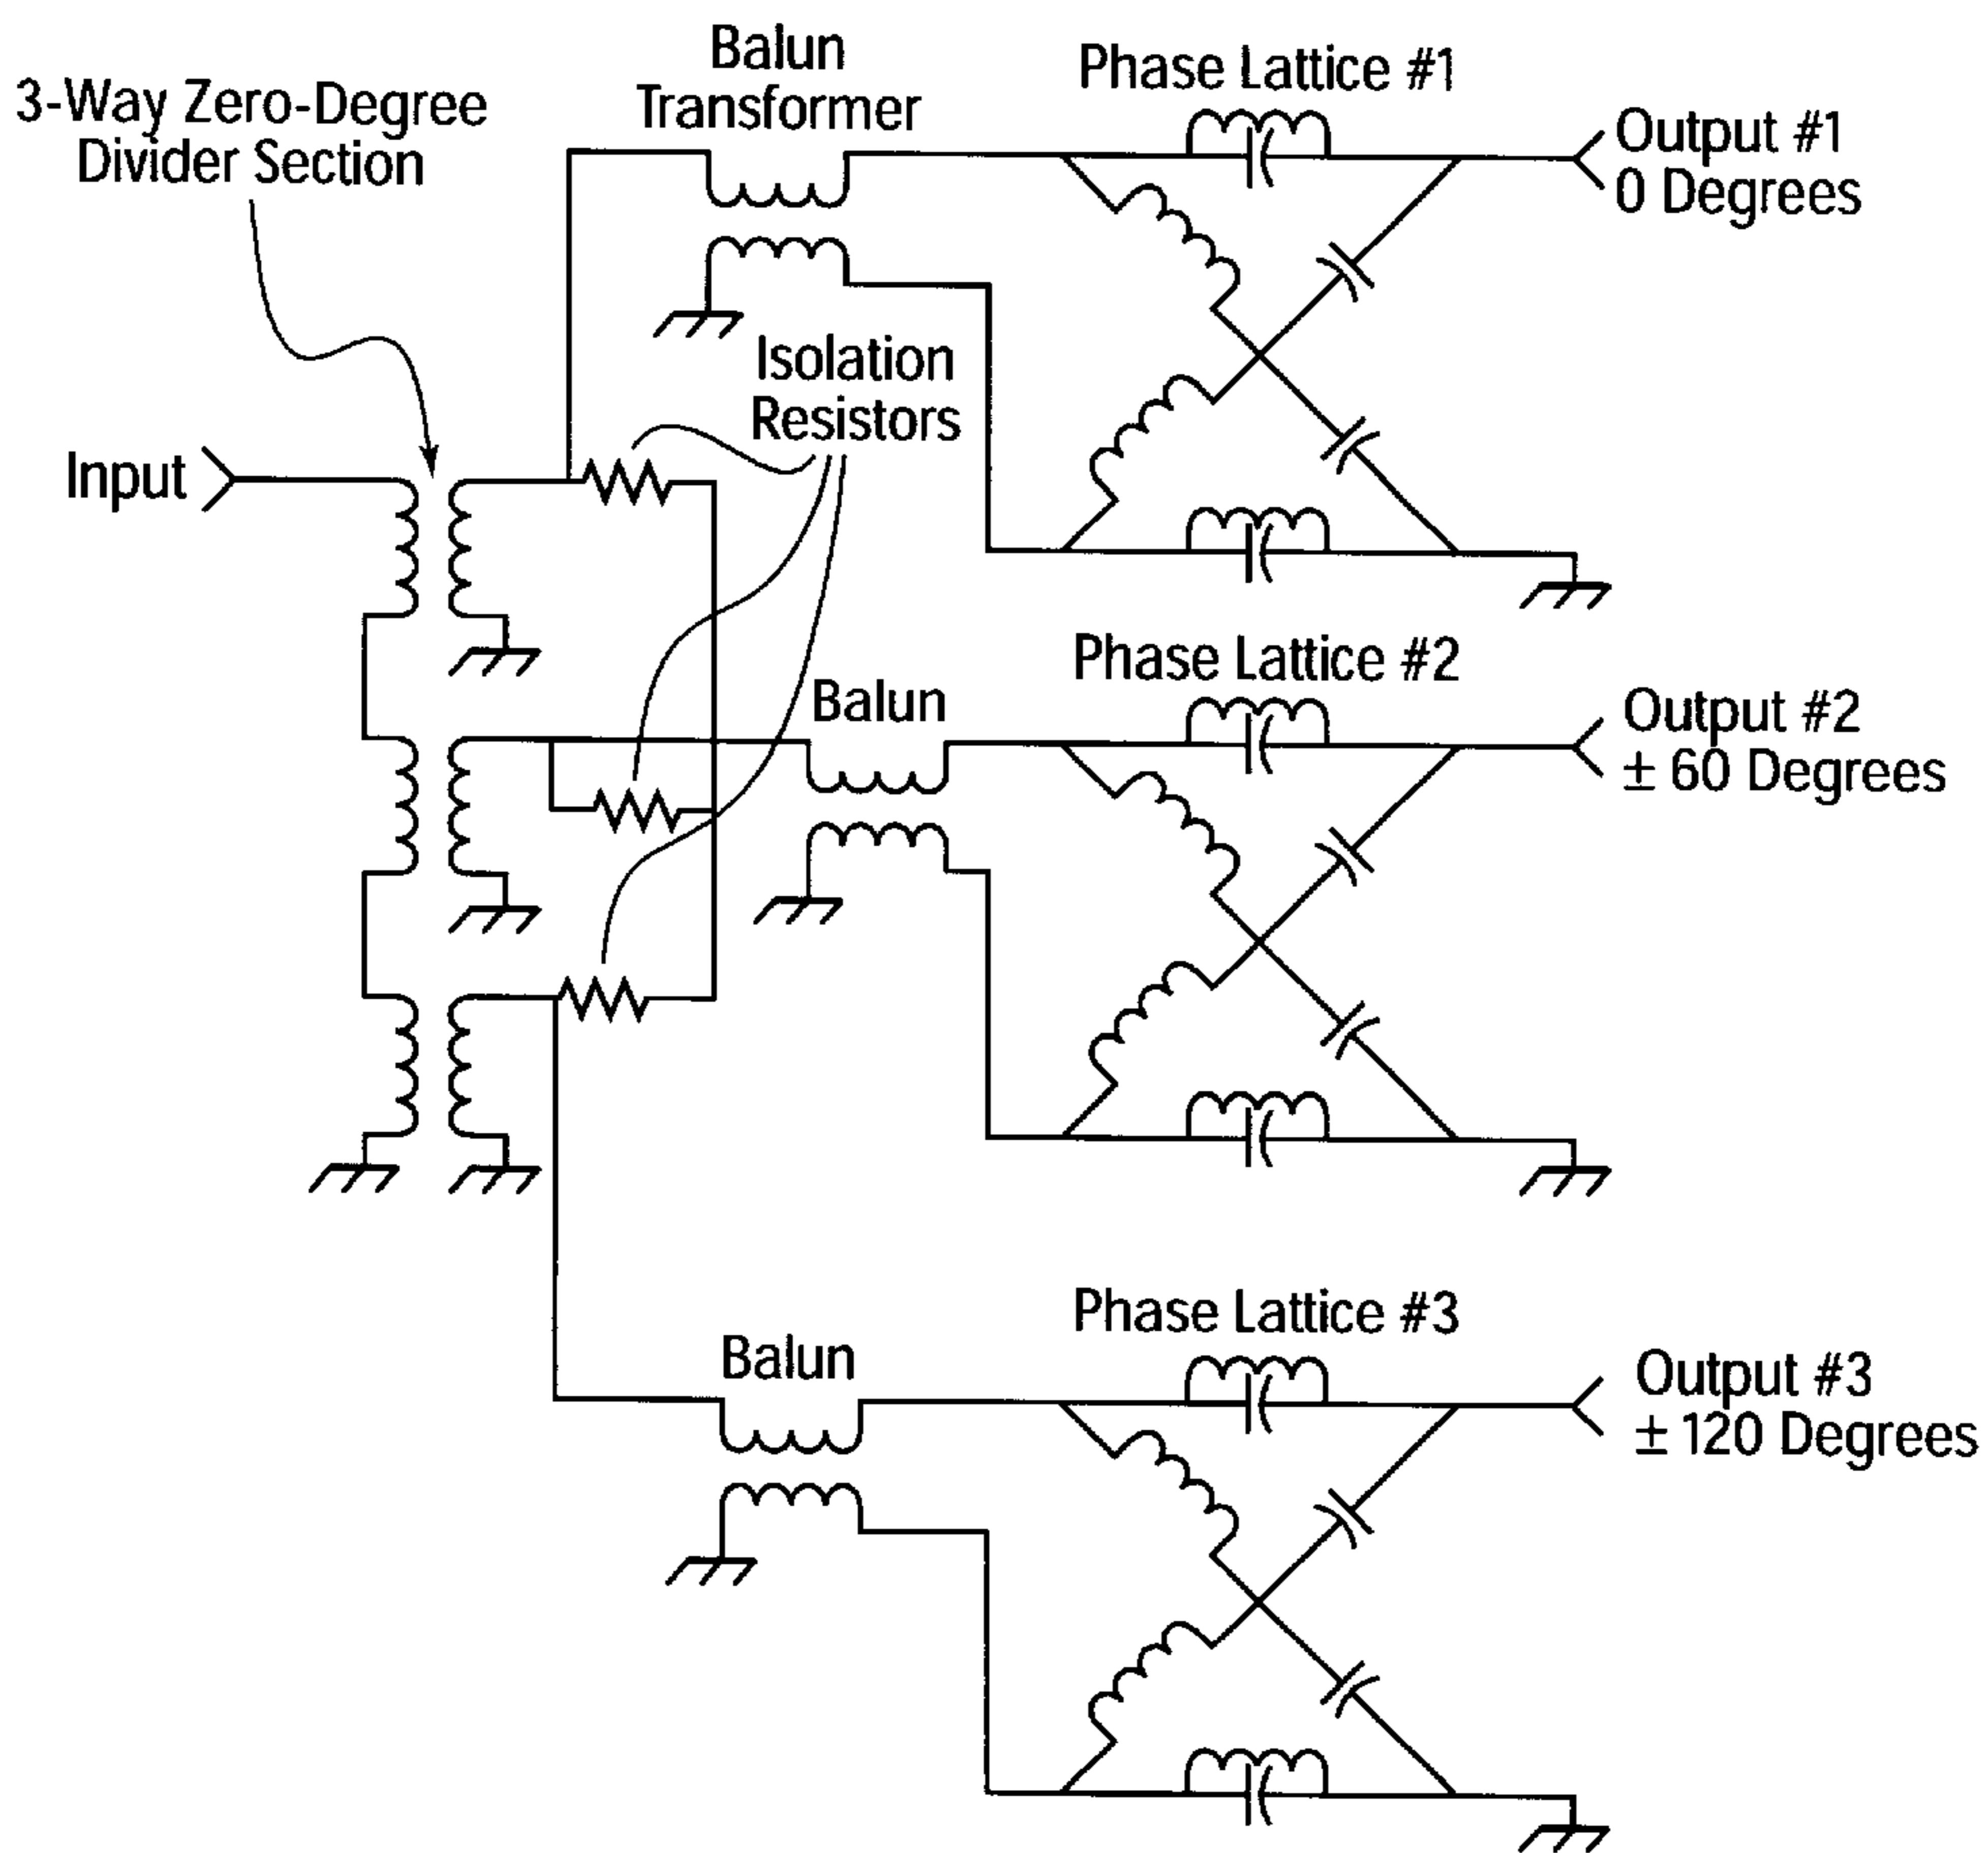 Balun
Transformer
Phase Lattice #1
3-Way Zero-Degree
Divider Section
Output #1
0 Degrees
Isolation
Resistors
Input
Phase Lattice #2
Balun
Output #2
± 60 Degrees
Phase Lattice #3
Balun
Output #3
± 120 Degrees